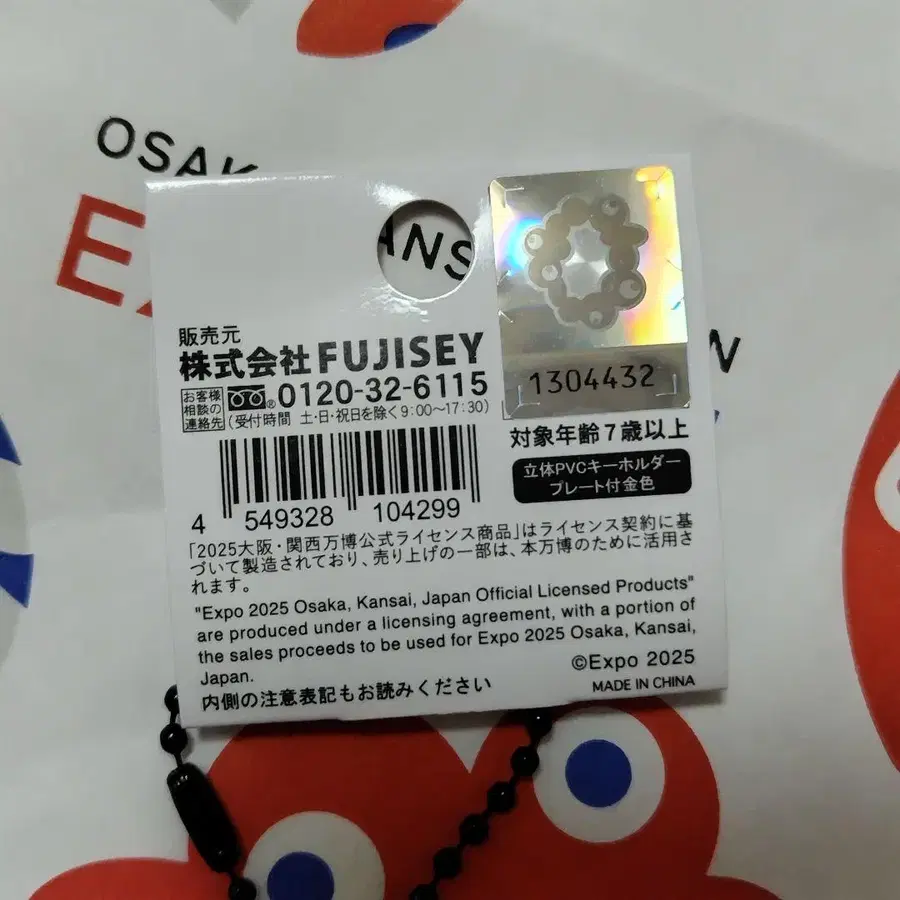 OSAK
E
ANS
販売元
株式会社FUJISEY
お客様
相談の
連絡先
0120-32-6115
(受付時間 土・日・祝日を除く9:00〜17:30)
1304432
対象年齢7歳以上
立体PVCキーホルダー
プレート付金色
4 549328 104299
「2025大阪・関西万博公式ライセンス商品」はライセンス契約に基
づいて製造されており、売り上げの一部は、本万博のために活用さ
れます。
"Expo 2025 Osaka, Kansai, Japan Official Licensed Products"
are produced under a licensing agreement, with a portion of
the sales proceeds to be used for Expo 2025 Osaka, Kansai,
Japan.
©Expo 2025
MADE IN CHINA
内側の注意表記もお読みください